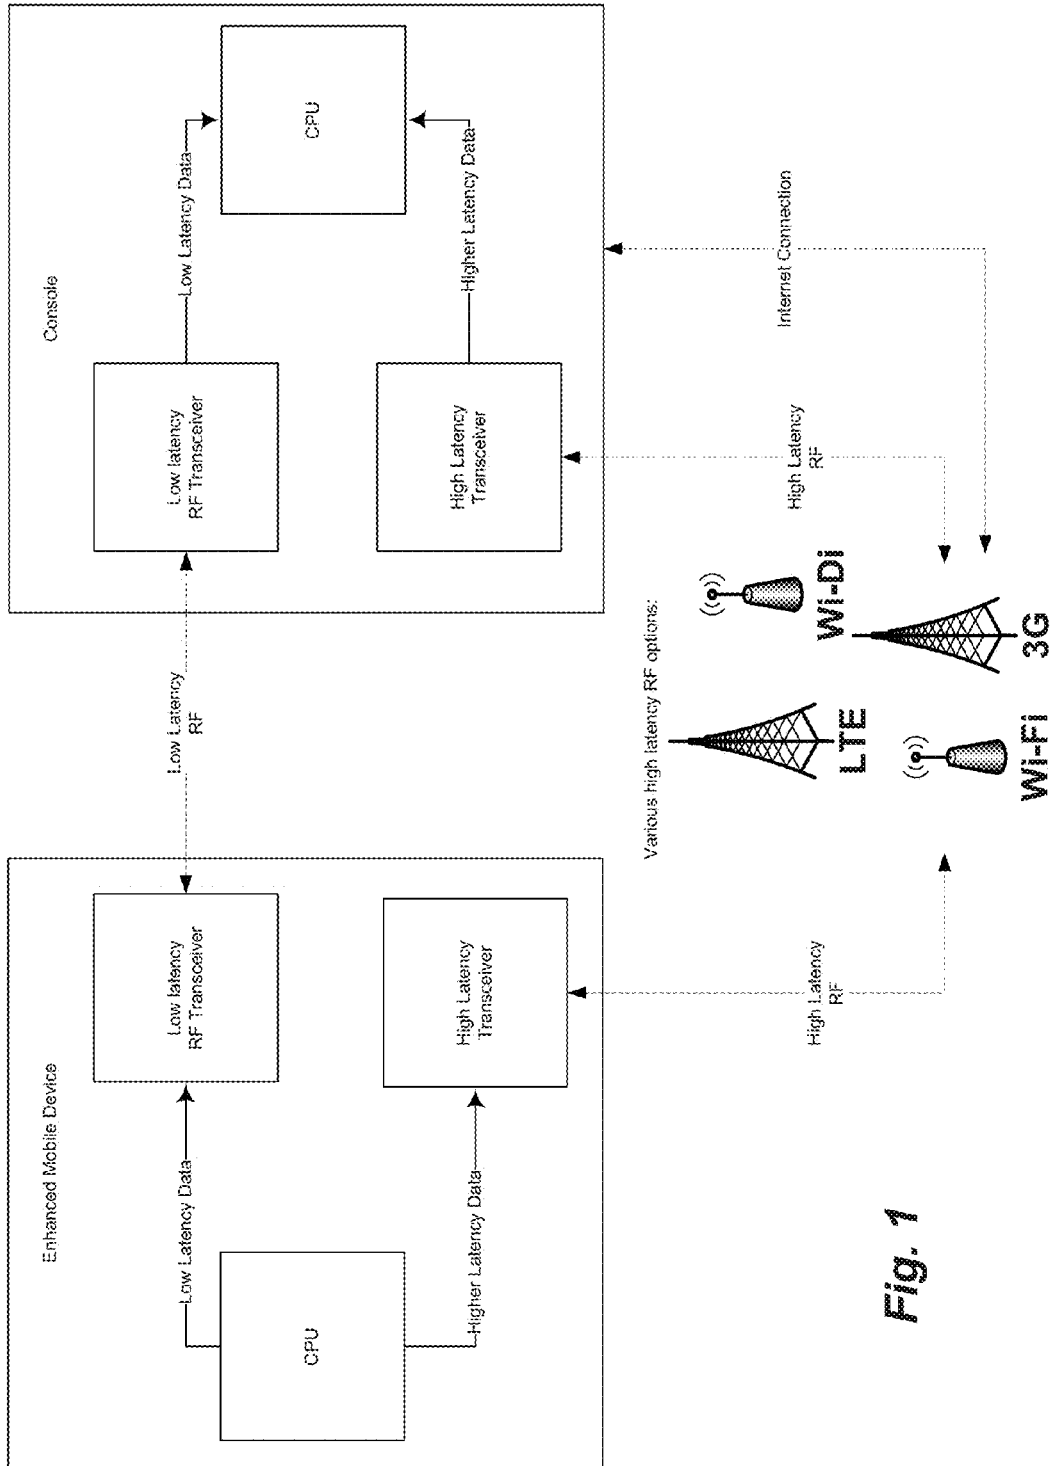 Enhanced Mobile Device
CPU
Low Latency Data
Higher Latency Data
Low latency
RF Transceiver
High Latency
Transceiver
Low Latency
RF
Console
Low latency
RF Transceiver
High Latency
Transceiver
Low Latency Data
Higher Latency Data
CPU
High Latency
RF
Various high latency RF options:
LTE
Wi-Di
Wi-Fi
3G
High Latency
RF
Internet Connection
Fig. 1